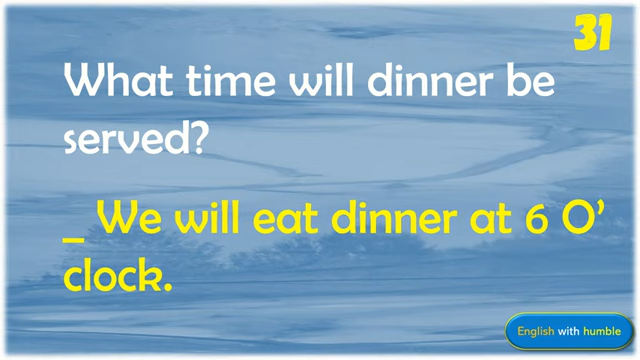 31
What time will dinner be
served?
_ We will eat dinner at 6 O’
clock.
English with humble